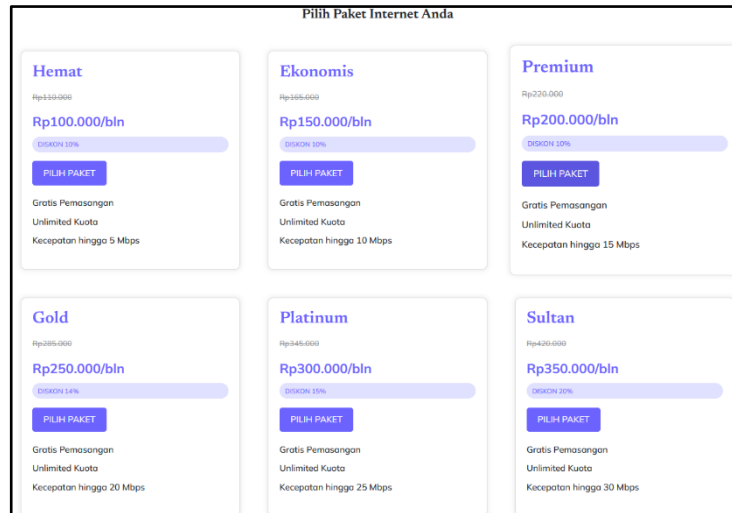 Pilih Paket Internet Anda
Hemat
Rp110.000
Rp100.000/bln
DISKON 10%
PILIH PAKET
Gratis Pemasangan
Unlimited Kuota
Kecepatan hingga 5 Mbps
Ekonomis
Rp165.000
Rp150.000/bln
DISKON 10%
PILIH PAKET
Gratis Pemasangan
Unlimited Kuota
Kecepatan hingga 10 Mbps
Premium
Rp220.000
Rp200.000/bln
DISKON 10%
PILIH PAKET
Gratis Pemasangan
Unlimited Kuota
Kecepatan hingga 15 Mbps
Gold
Rp285.000
Rp250.000/bln
DISKON 14%
PILIH PAKET
Gratis Pemasangan
Unlimited Kuota
Kecepatan hingga 20 Mbps
Platinum
Rp345.000
Rp300.000/bln
DISKON 15%
PILIH PAKET
Gratis Pemasangan
Unlimited Kuota
Kecepatan hingga 25 Mbps
Sultan
Rp420.000
Rp350.000/bln
DISKON 20%
PILIH PAKET
Gratis Pemasangan
Unlimited Kuota
Kecepatan hingga 30 Mbps